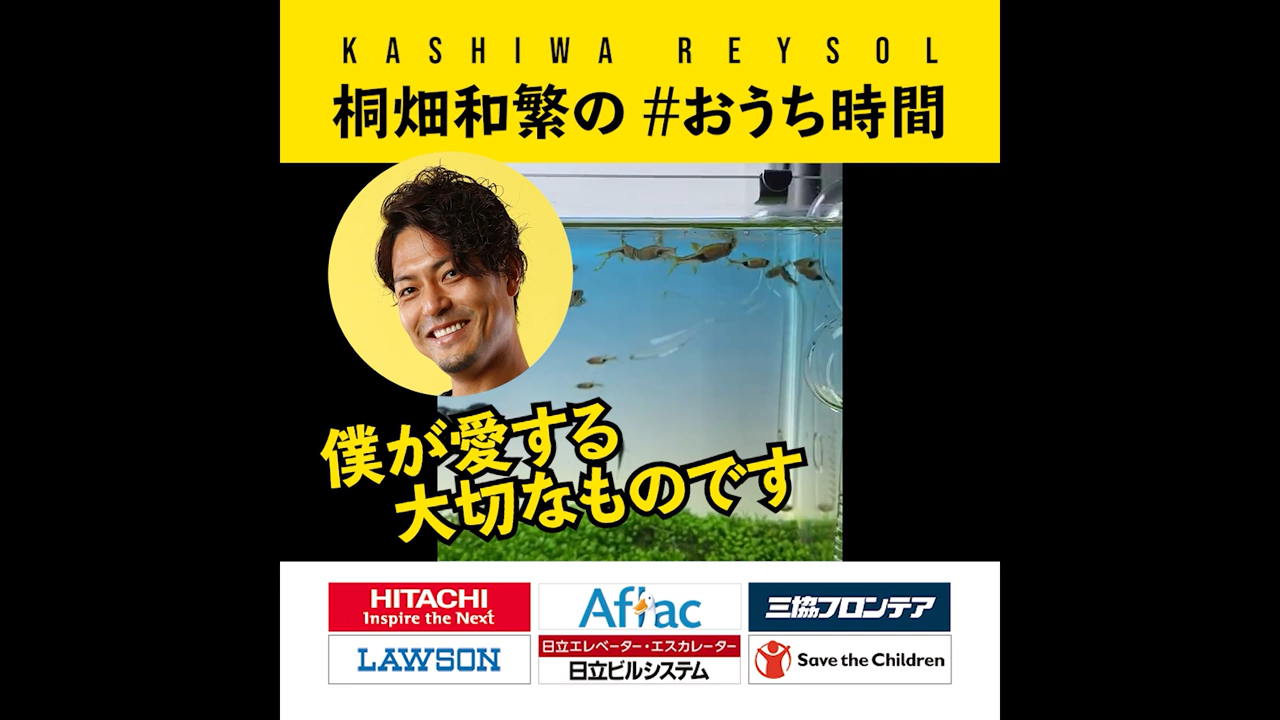 KASHIWA REYSOL
桐畑和繁の #おうち時間
僕が愛する
大切なものです
HITACHI
Inspire the Next
Aflac
三協フロンテア
LAWSON
日立エレベーター・エスカレーター
日立ビルシステム
Save the Children